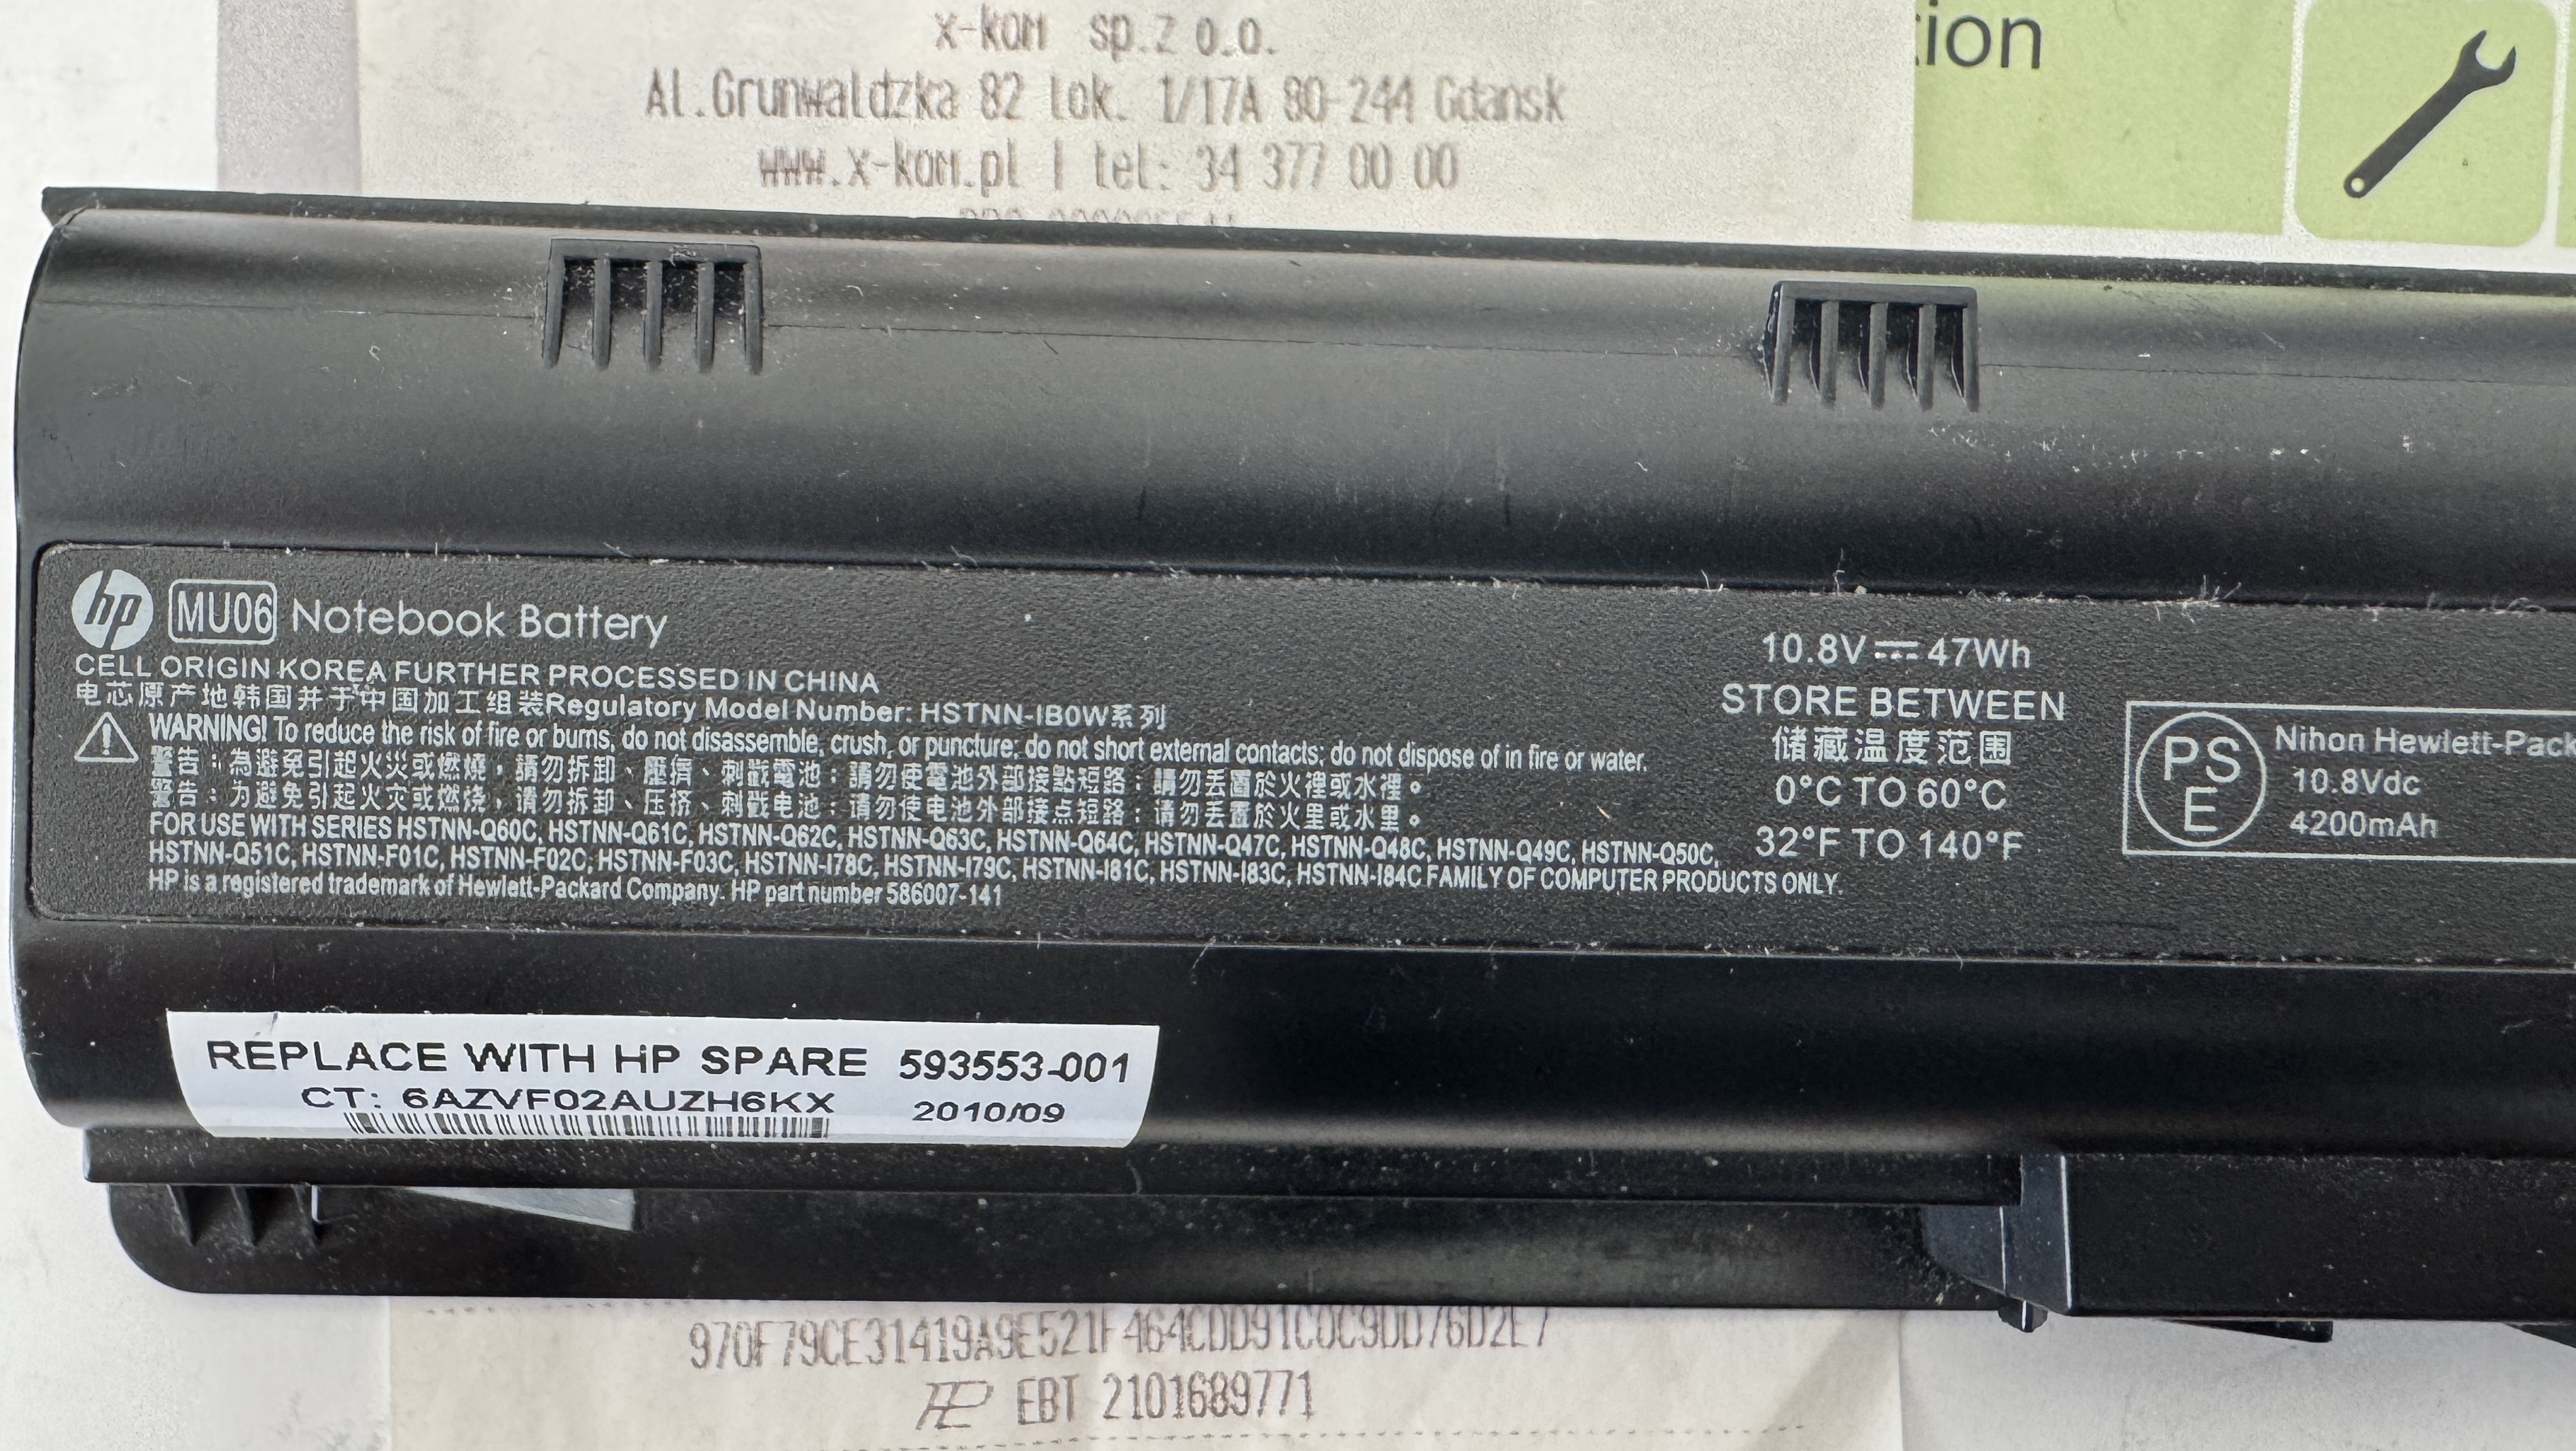 x-kom sp.z o.o.
Al.Grunwaldzka 82 lok. 1/17A 80-244 Gdansk
www.x-kom.pl | tel: 34 377 00 00
ion
hp MU06 Notebook Battery
CELL ORIGIN KOREA FURTHER PROCESSED IN CHINA
电芯原产地韩国并于中国加工组装Regulatory Model Number: HSTNN-IB0W系列
WARNING! To reduce the risk of fire or burns, do not disassemble, crush, or puncture; do not short external contacts; do not dispose of in fire or water.
警告：為避免引起火災或燃燒，請勿拆卸、壓擠、刺戳電池；請勿使電池外部接點短路；請勿丟置於火裡或水裡。
警告：为避免引起火灾或燃烧，请勿拆卸、压挤、刺戳电池；请勿使电池外部接点短路；请勿丢置於火里或水里。
FOR USE WITH SERIES HSTNN-Q60C, HSTNN-Q61C, HSTNN-Q62C, HSTNN-Q63C, HSTNN-Q64C, HSTNN-Q47C, HSTNN-Q48C, HSTNN-Q49C, HSTNN-Q50C,
HSTNN-Q51C, HSTNN-F01C, HSTNN-F02C, HSTNN-F03C, HSTNN-I78C, HSTNN-I79C, HSTNN-I81C, HSTNN-I83C, HSTNN-I84C FAMILY OF COMPUTER PRODUCTS ONLY.
HP is a registered trademark of Hewlett-Packard Company. HP part number 586007-141
10.8V 47Wh
STORE BETWEEN
储藏温度范围
0°C TO 60°C
32°F TO 140°F
PS
E
Nihon Hewlett-Pack
10.8Vdc
4200mAh
REPLACE WITH HP SPARE 593553-001
CT: 6AZVF02AUZH6KX 2010/09
970F79CE31419A9E521F464CDD91C0C9DD76D2E7
EBT 2101689771